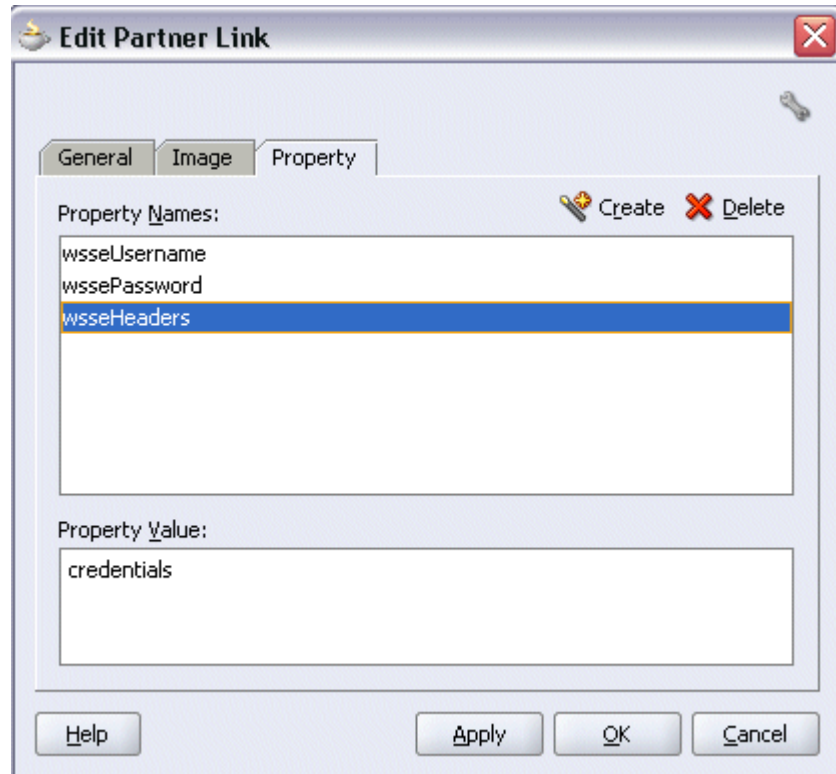 Edit Partner Link
General Image Property
Property Names: Create Delete
wsseUsername
wssePassword
wsseHeaders
Property Value:
credentials
Help Apply OK Cancel